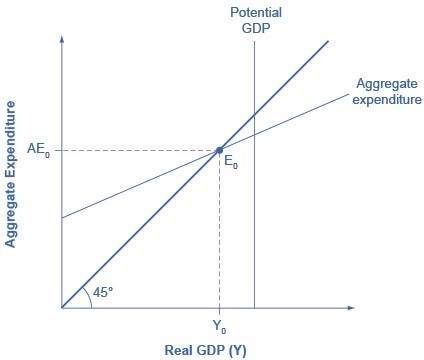 Potential
GDP
Aggregate
expenditure
Aggregate Expenditure
AE₀
E₀
45°
Y₀
Real GDP (Y)